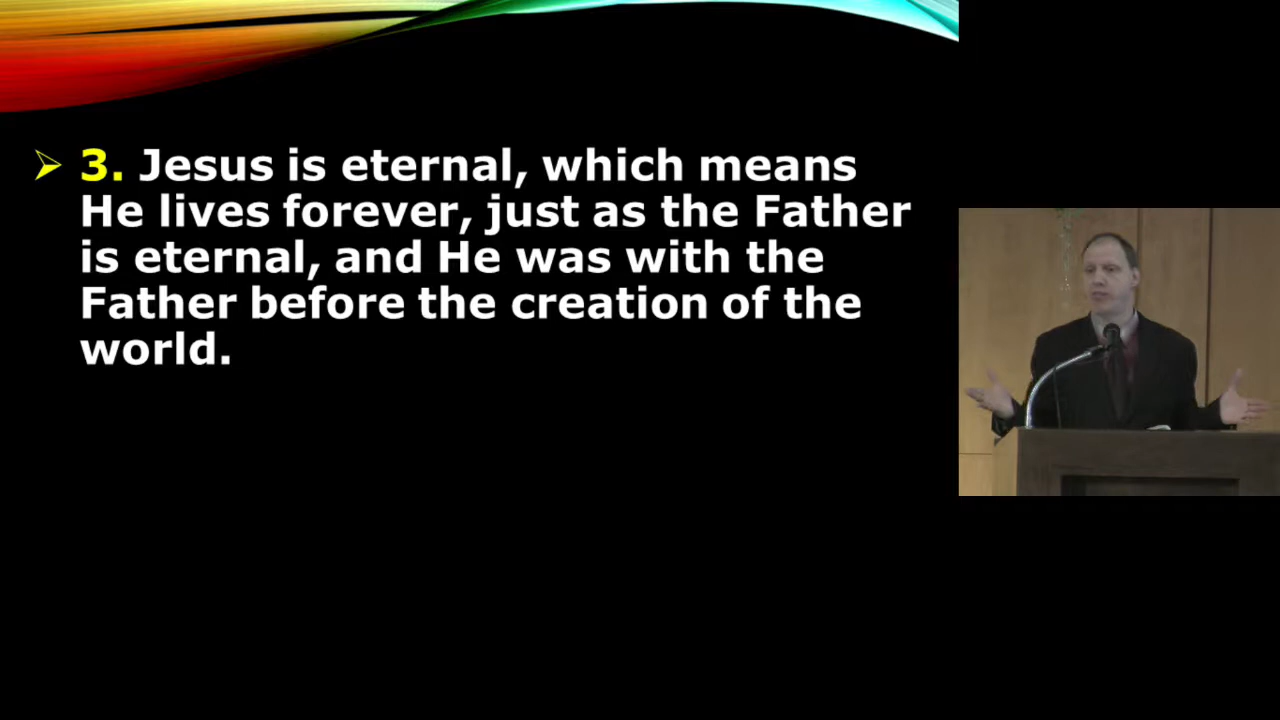 ➢ 3. Jesus is eternal, which means
He lives forever, just as the Father
is eternal, and He was with the
Father before the creation of the
world.